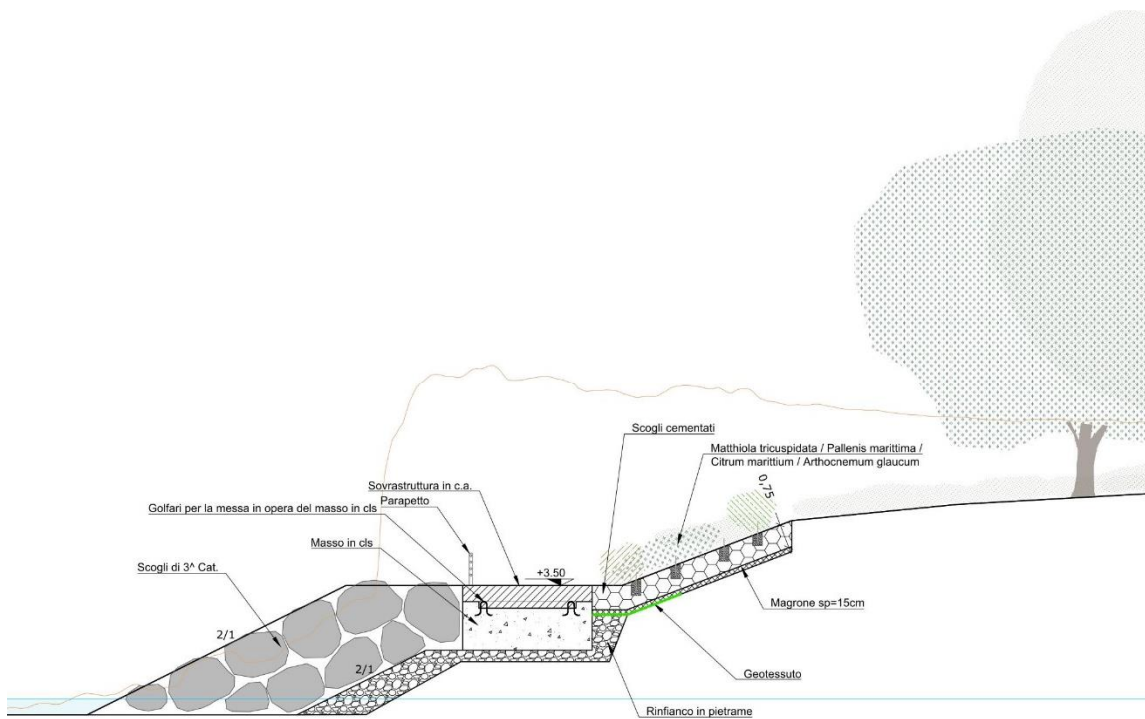 Scogli cementati
Matthiola tricuspidata / Pallenis marittima /
Citrum marittium / Arthocnemum glaucum
0,75
Sovrastruttura in c.a.
Parapetto
Golfari per la messa in opera del masso in cls
Masso in cls
Scogli di 3^ Cat.
+3.50
Magrone sp=15cm
2/1
2/1
Geotessuto
Rinfianco in pietrame